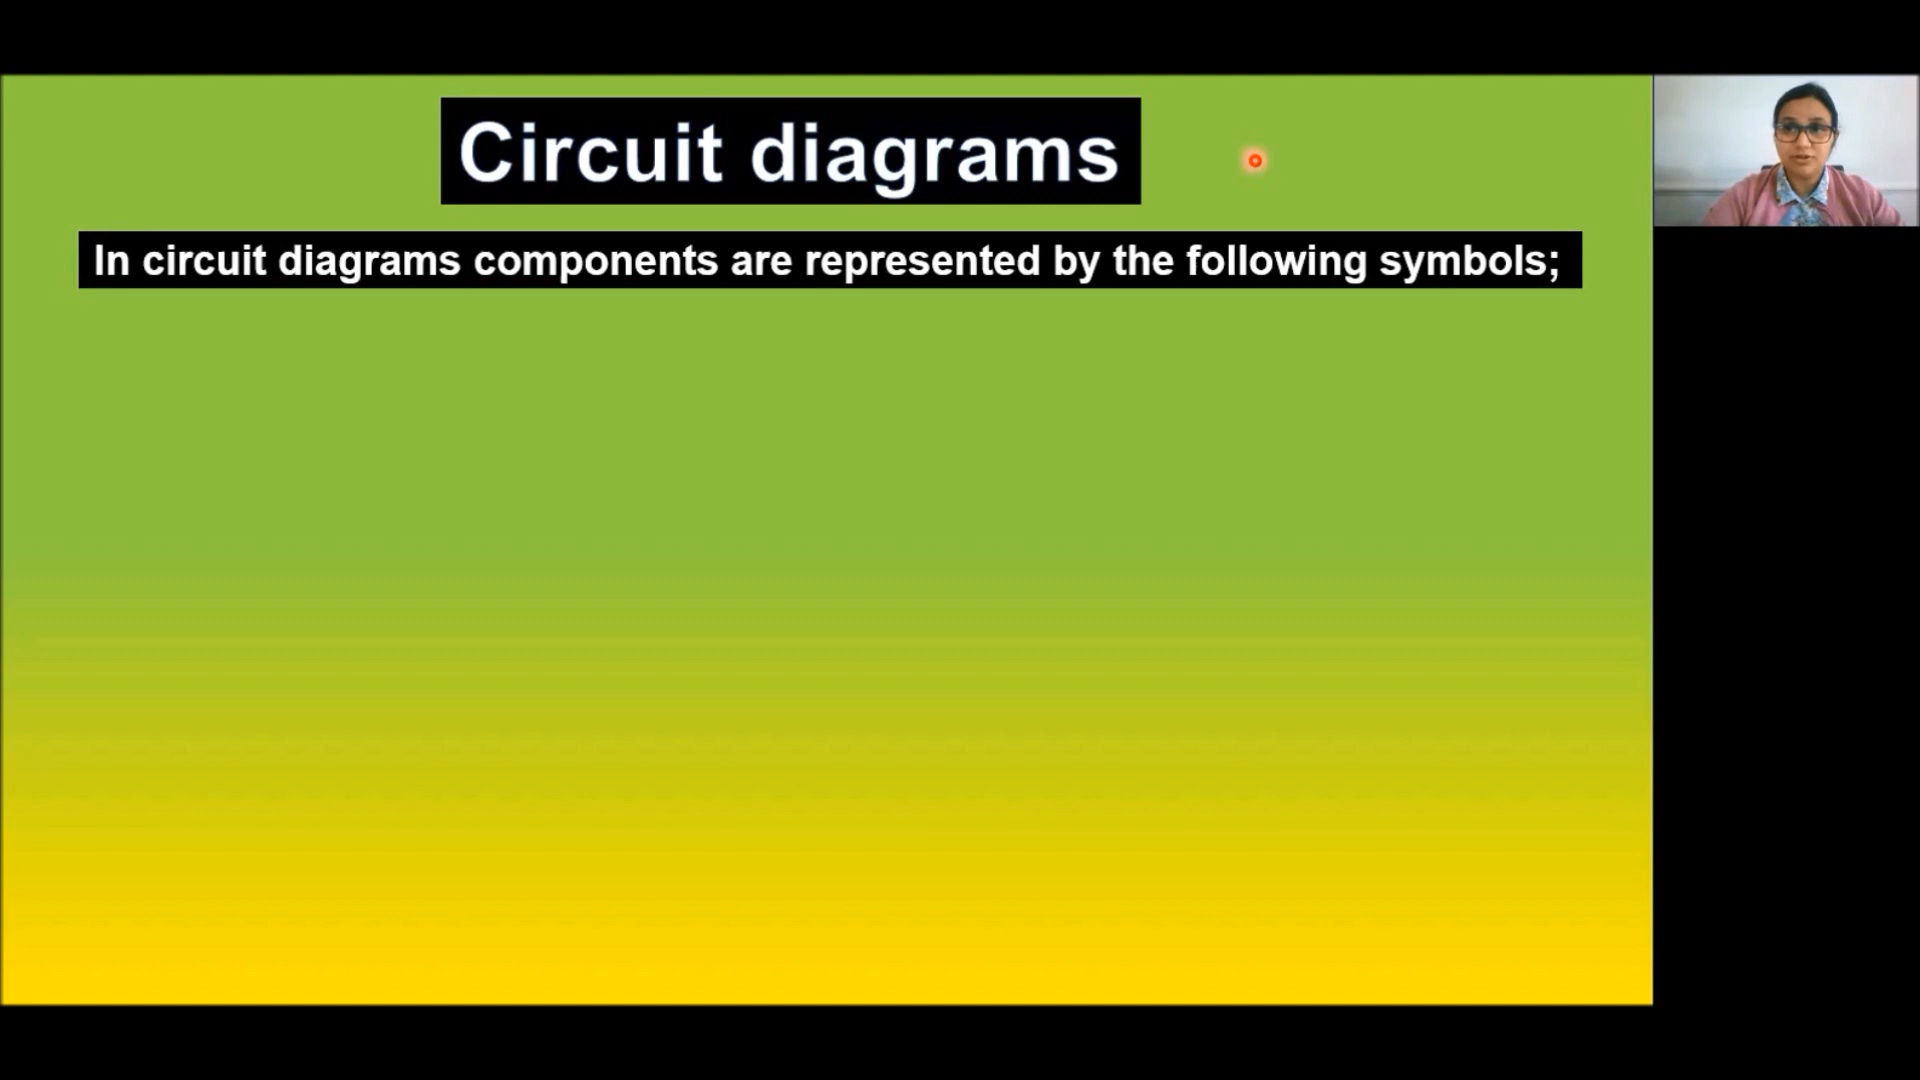 Circuit diagrams
In circuit diagrams components are represented by the following symbols;